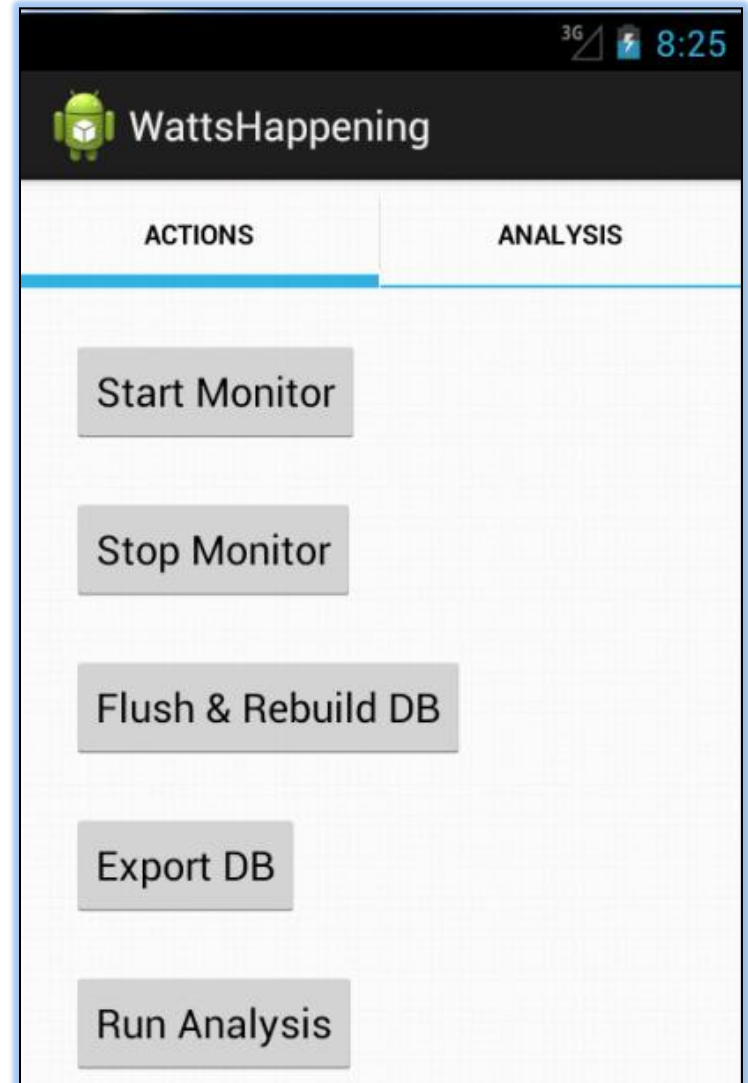 3G 8:25
WattsHappening
ACTIONS ANALYSIS
Start Monitor
Stop Monitor
Flush & Rebuild DB
Export DB
Run Analysis